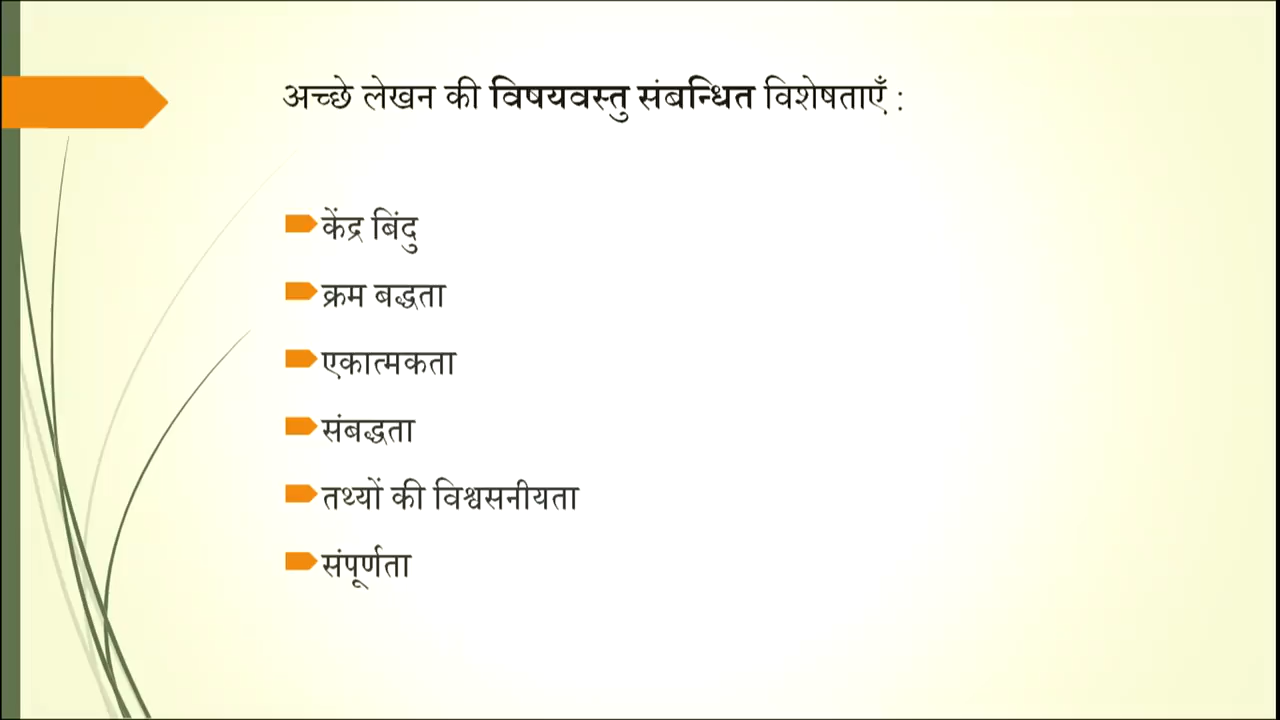 अच्छे लेखन की विषयवस्तु संबन्धित विशेषताएँ :
केंद्र बिंदु
क्रम बद्धता
एकात्मकता
संबद्धता
तथ्यों की विश्वसनीयता
संपूर्णता